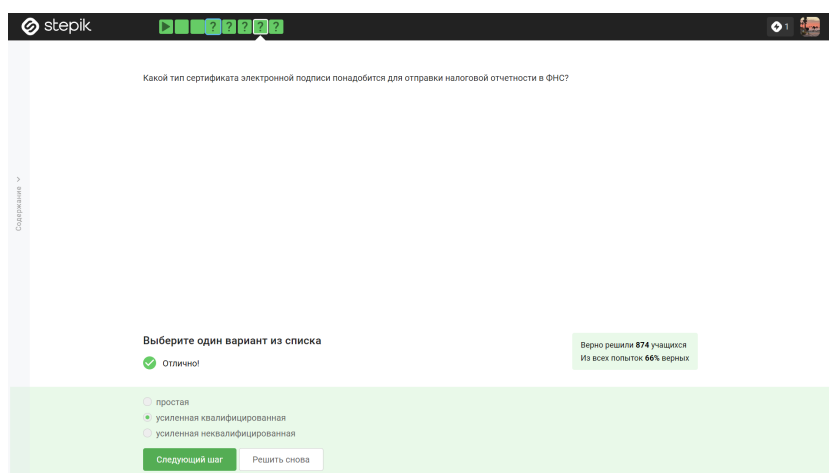 stepik
? ? ? ? ?
1
Содержание
Какой тип сертификата электронной подписи понадобится для отправки налоговой отчетности в ФНС?
Выберите один вариант из списка
Отлично!
Верно решили 874 учащихся
Из всех попыток 66% верных
простая
усиленная квалифицированная
усиленная неквалифицированная
Следующий шаг
Решить снова